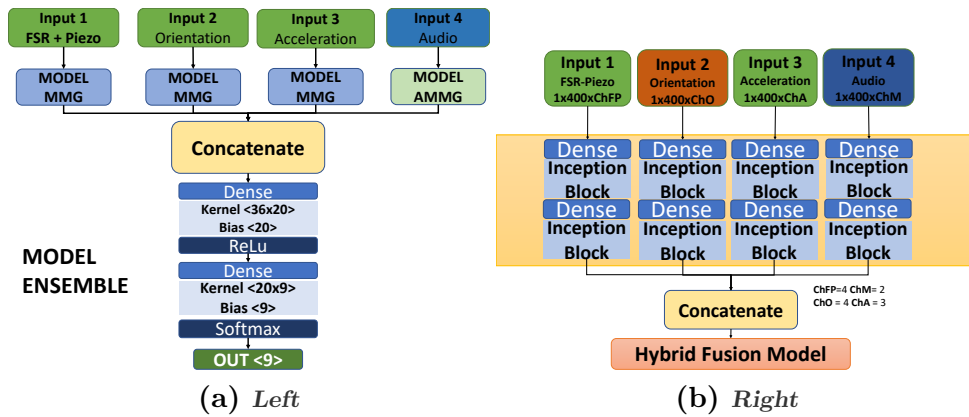 Input 1
FSR + Piezo
Input 2
Orientation
Input 3
Acceleration
Input 4
Audio
MODEL
MMG
MODEL
MMG
MODEL
MMG
MODEL
AMMG
Concatenate
Dense
Kernel <36x20>
Bias <20>
ReLu
Dense
Kernel <20x9>
Bias <9>
Softmax
OUT <9>
MODEL
ENSEMBLE
(a) Left
Input 1
FSR-Piezo
1x400xChFP
Input 2
Orientation
1x400xChO
Input 3
Acceleration
1x400xChA
Input 4
Audio
1x400xChM
Dense
Inception
Block
Dense
Inception
Block
Dense
Inception
Block
Dense
Inception
Block
Dense
Inception
Block
Dense
Inception
Block
Dense
Inception
Block
Dense
Inception
Block
ChFP=4 ChM= 2
ChO = 4 ChA = 3
Concatenate
Hybrid Fusion Model
(b) Right